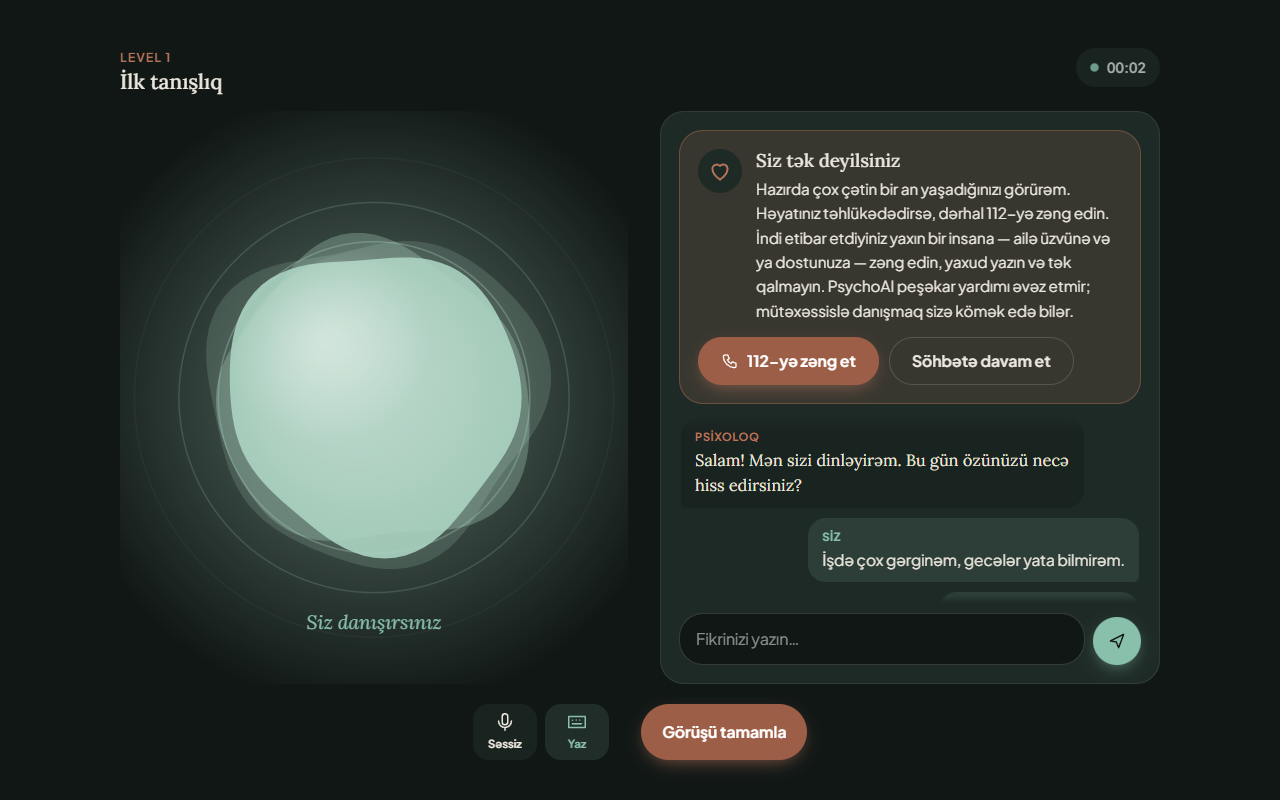 LEVEL 1
İlk tanışlıq
00:02
Siz tək deyilsiniz
Hazırda çox çətin bir an yaşadığınızı görürəm.
Həyatınız təhlükədədirsə, dərhal 112-yə zəng edin.
İndi etibar etdiyiniz yaxın bir insana — ailə üzvünə və
ya dostunuza — zəng edin, yaxud yazın və tək
qalmayın. PsychoAI peşəkar yardımı əvəz etmir;
mütəxəssislə danışmaq sizə kömək edə bilər.
112-yə zəng et
Söhbətə davam et
PSİXOLOQ
Salam! Mən sizi dinləyirəm. Bu gün özünüzü necə
hiss edirsiniz?
SİZ
İşdə çox gərginəm, gecələr yata bilmirəm.
Siz danışırsınız
Fikrinizi yazın...
Səssiz
Yaz
Görüşü tamamla